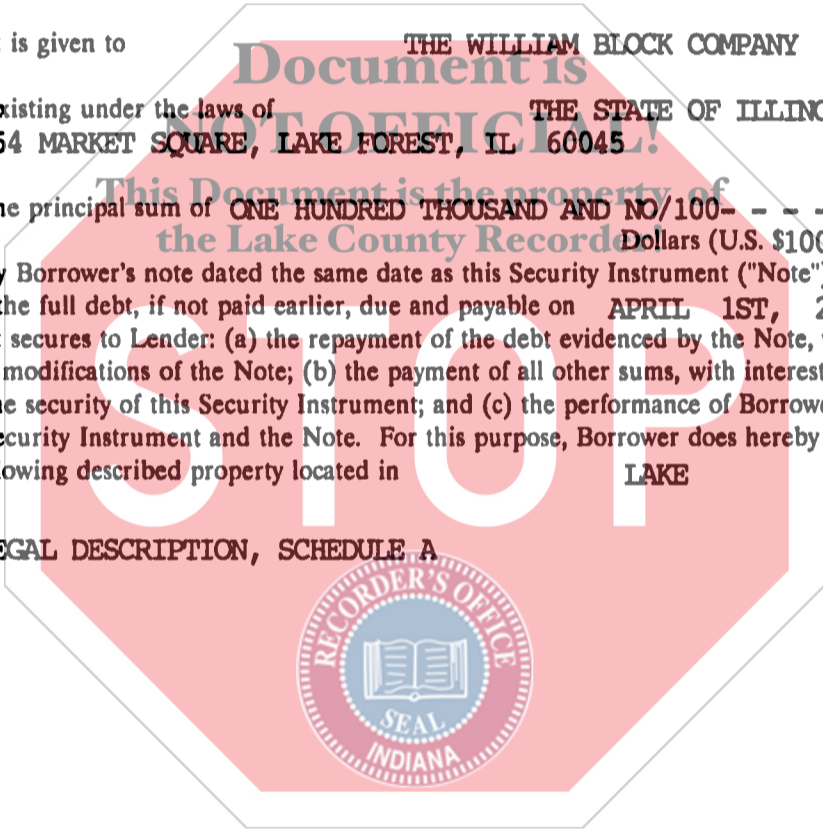 is given to THE WILLIAM BLOCK COMPANY
Document is
xisting under the laws of THE STATE OF ILLINO
NOT OFFICIAL!
54 MARKET SQUARE, LAKE FOREST, IL 60045
This Document is the property of
ne principal sum of ONE HUNDRED THOUSAND AND NO/100- - - -
the Lake County Recorder!
Dollars (U.S. $100
y Borrower's note dated the same date as this Security Instrument ("Note")
the full debt, if not paid earlier, due and payable on APRIL 1ST, 2
secures to Lender: (a) the repayment of the debt evidenced by the Note,
modifications of the Note; (b) the payment of all other sums, with interest
e security of this Security Instrument; and (c) the performance of Borrowe
ecurity Instrument and the Note. For this purpose, Borrower does hereby
owing described property located in LAKE
STOP
EGAL DESCRIPTION, SCHEDULE A
RECORDER'S OFFICE
SEAL
INDIANA